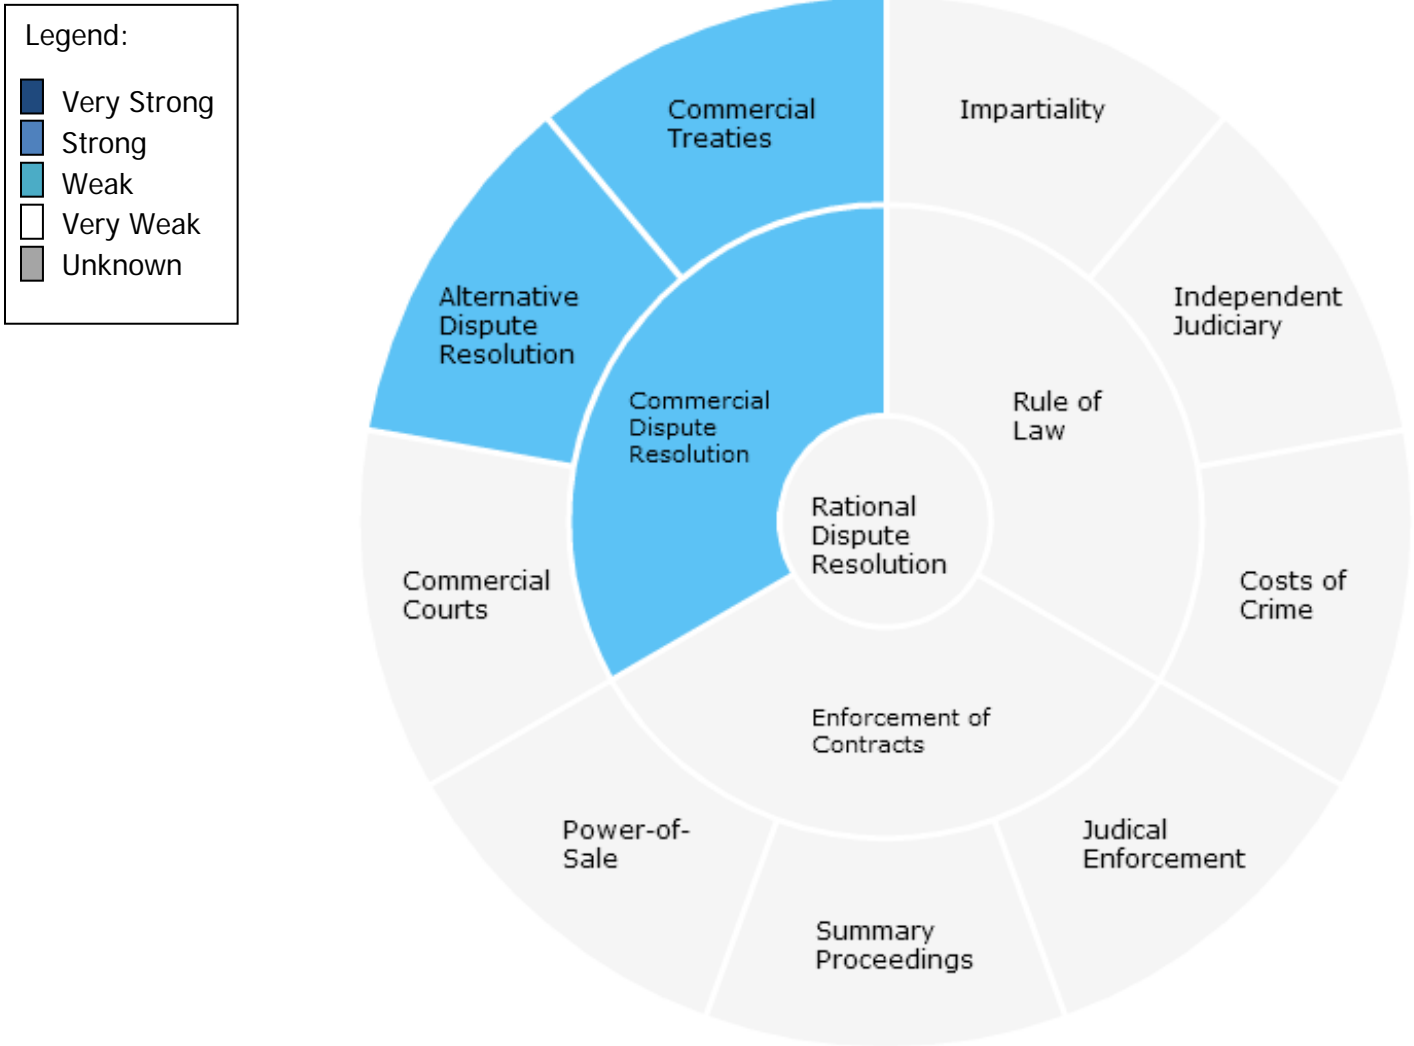 Legend:
Very Strong
Strong
Weak
Very Weak
Unknown
Commercial
Treaties
Impartiality
Alternative
Dispute
Resolution
Independent
Judiciary
Commercial
Dispute
Resolution
Rule of
Law
Rational
Dispute
Resolution
Commercial
Courts
Costs of
Crime
Enforcement of
Contracts
Power-of-
Sale
Judical
Enforcement
Summary
Proceedings